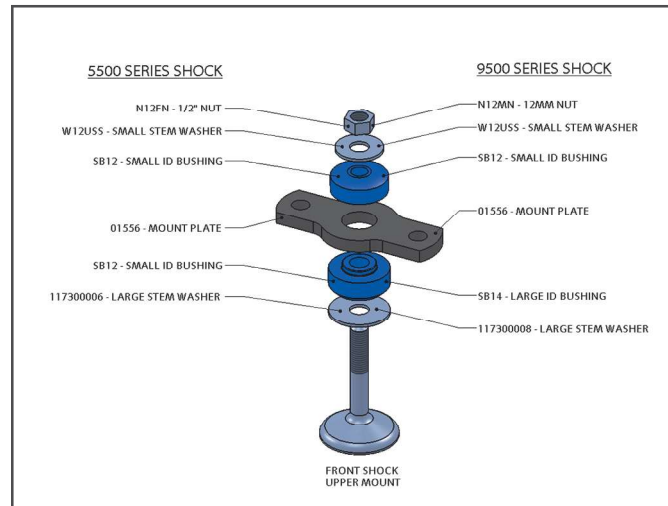 5500 SERIES SHOCK
9500 SERIES SHOCK
N12FN - 1/2" NUT
N12MN - 12MM NUT
W12USS - SMALL STEM WASHER
W12USS - SMALL STEM WASHER
SB12 - SMALL ID BUSHING
SB12 - SMALL ID BUSHING
01556 - MOUNT PLATE
01556 - MOUNT PLATE
SB12 - SMALL ID BUSHING
SB14 - LARGE ID BUSHING
117300006 - LARGE STEM WASHER
117300008 - LARGE STEM WASHER
FRONT SHOCK
UPPER MOUNT